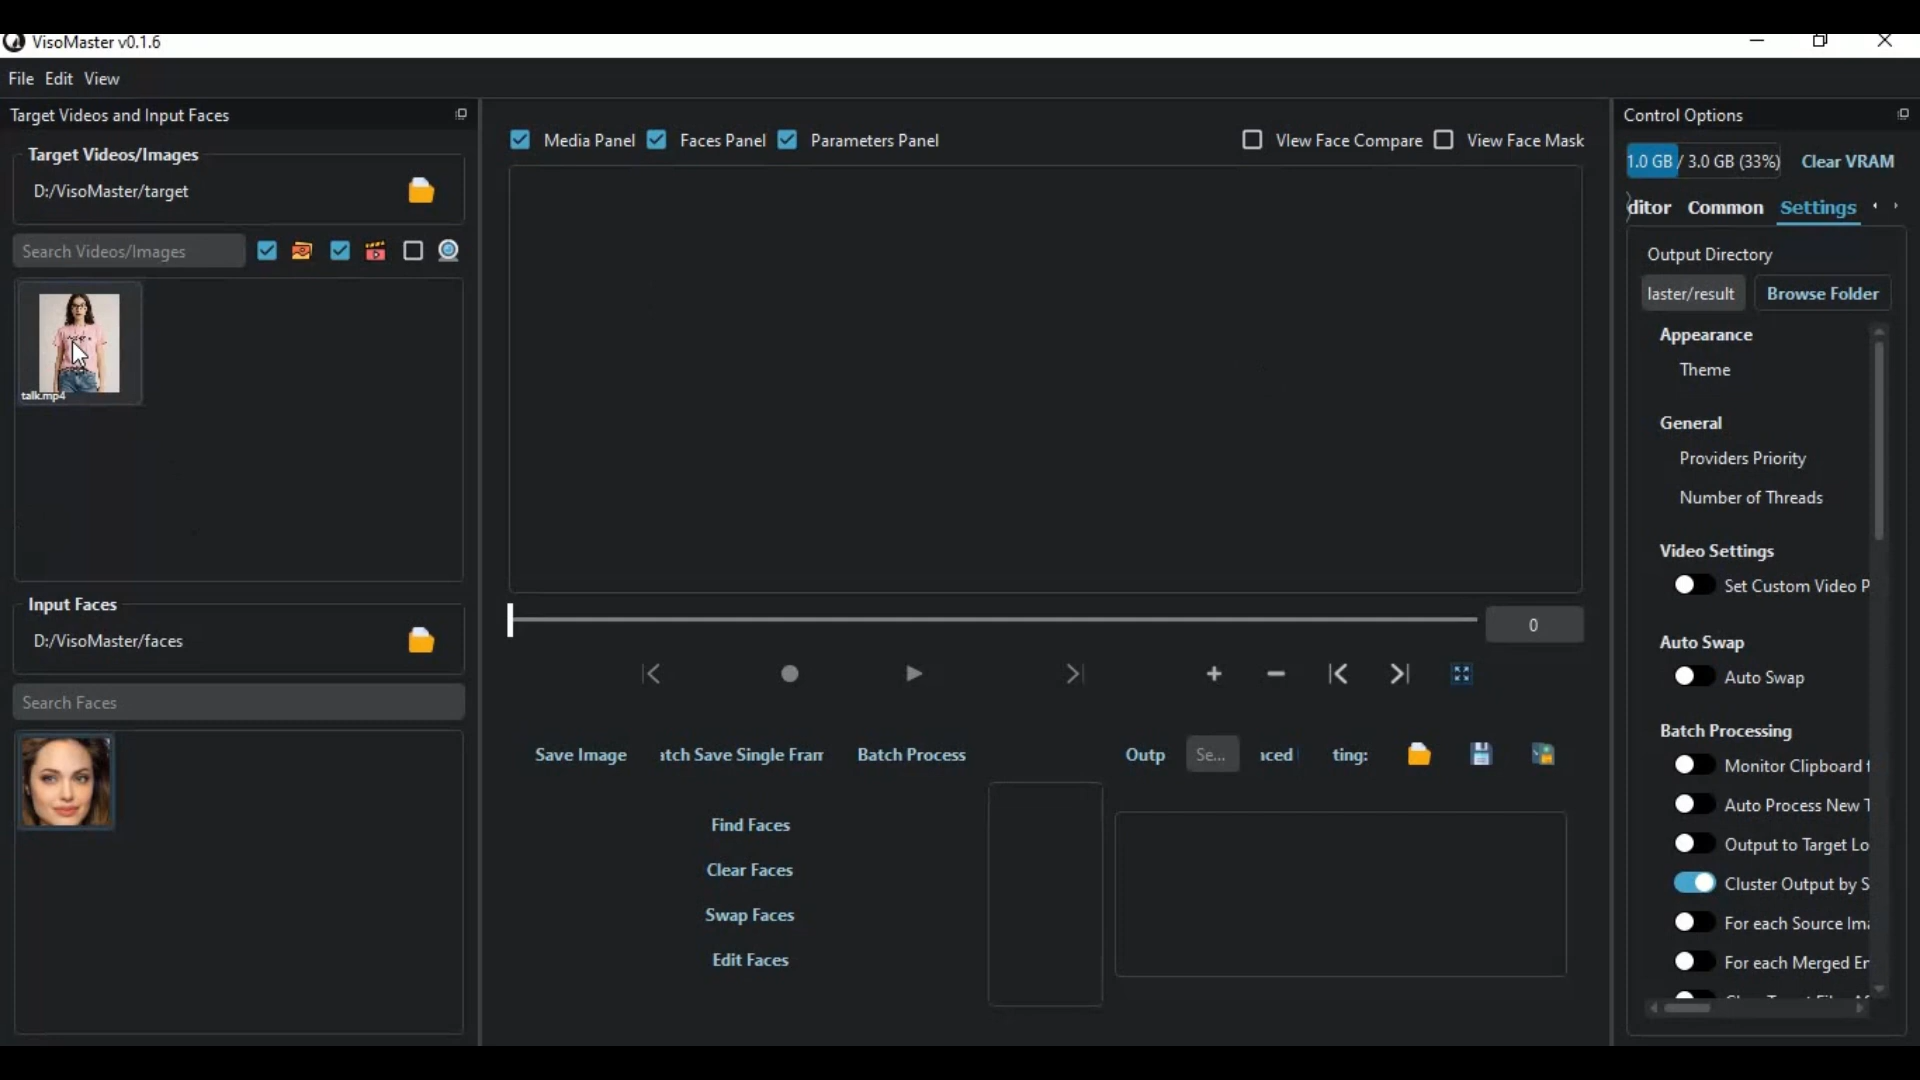 VisoMaster v0.1.6
File Edit View
Target Videos and Input Faces
Target Videos/Images
D:/VisoMaster/target
Search Videos/Images
talk.mp4
Input Faces
D:/VisoMaster/faces
Search Faces
Media Panel Faces Panel Parameters Panel VIew Face Compare View Face Mask
0
Save Image atch Save Single Fram Batch Process Outp Se... aced ting:
Find Faces
Clear Faces
Swap Faces
Edit Faces
Control Options
1.0 GB / 3.0 GB (33%) Clear VRAM
ditor Common Settings
Output Directory
laster/result Browse Folder
Appearance
Theme
General
Providers Priority
Number of Threads
Video Settings
Set Custom Video P
Auto Swap
Auto Swap
Batch Processing
Monitor Clipboard f
Auto Process New T
Output to Target Lo
Cluster Output by S
For each Source Ima
For each Merged Er